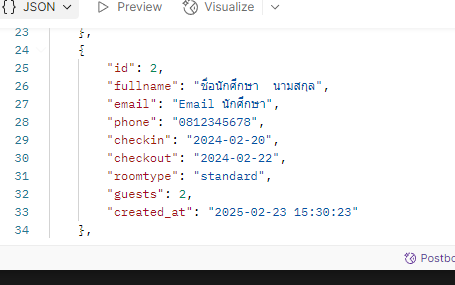 {} JSON Preview Visualize
23 },
24 {
25 "id": 2,
26 "fullname": "ชื่อนักศึกษา นามสกุล",
27 "email": "Email นักศึกษา",
28 "phone": "0812345678",
29 "checkin": "2024-02-20",
30 "checkout": "2024-02-22",
31 "roomtype": "standard",
32 "guests": 2,
33 "created_at": "2025-02-23 15:30:23"
34 },
Postbo